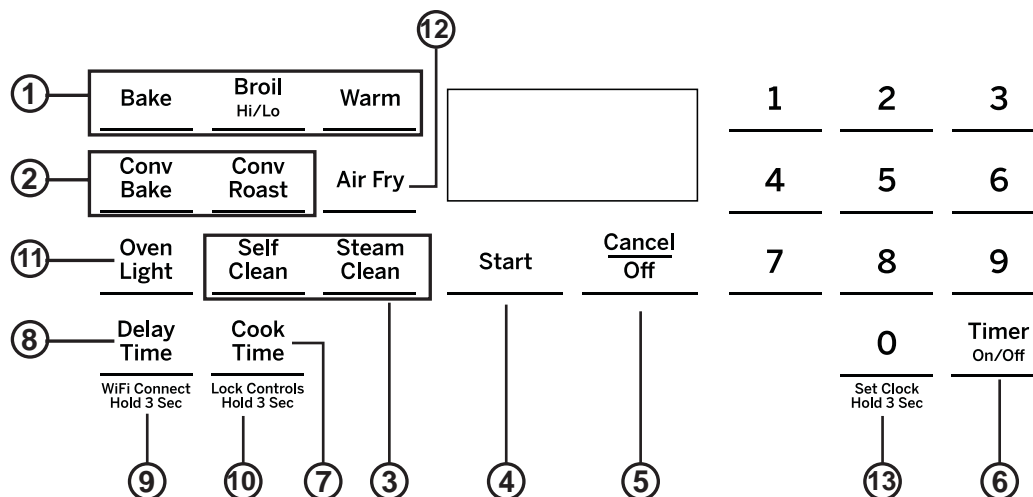 12
1
Bake
Broil
Hi/Lo
Warm
1
2
3
2
Conv
Bake
Conv
Roast
Air Fry
4
5
6
11
Oven
Light
Self
Clean
Steam
Clean
Start
Cancel
Off
7
8
9
8
Delay
Time
Cook
Time
0
Timer
On/Off
WiFi Connect
Hold 3 Sec
Lock Controls
Hold 3 Sec
Set Clock
Hold 3 Sec
9
10
7
3
4
5
13
6